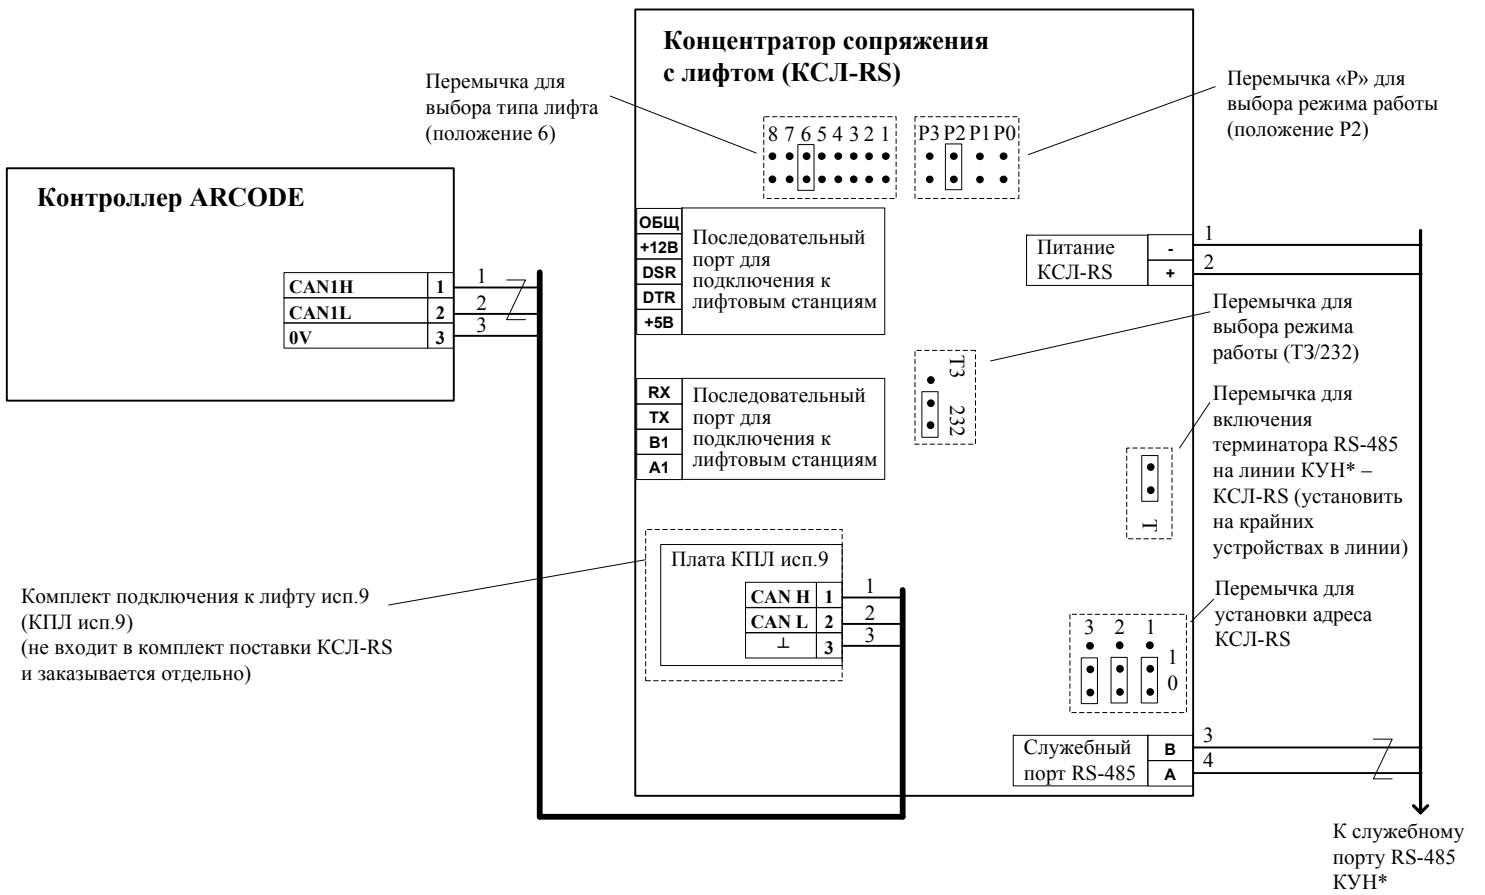 Концентратор сопряжения
с лифтом (КСЛ-RS)
Перемычка для
выбора типа лифта
(положение 6)
Перемычка «Р» для
выбора режима работы
(положение Р2)
8 7 6 5 4 3 2 1
Р3 Р2 Р1 Р0
Контроллер ARCODE
CAN1H 1 1
CAN1L 2 2
0V 3 3
ОБЩ
+12В
DSR
DTR
+5В
Последовательный
порт для
подключения к
лифтовым станциям
Питание
КСЛ-RS
- 1
+ 2
Перемычка для
выбора режима
работы (ТЗ/232)
ТЗ
232
RX
TX
B1
A1
Последовательный
порт для
подключения к
лифтовым станциям
Перемычка для
включения
терминатора RS-485
на линии КУН* –
КСЛ-RS (установить
на крайних
устройствах в линии)
Т
Плата КПЛ исп.9
CAN H 1 1
CAN L 2 2
⊥ 3 3
Комплект подключения к лифту исп.9
(КПЛ исп.9)
(не входит в комплект поставки КСЛ-RS
и заказывается отдельно)
Перемычка для
установки адреса
КСЛ-RS
3 2 1
1
0
Служебный
порт RS-485
B 3
A 4
К служебному
порту RS-485
КУН*